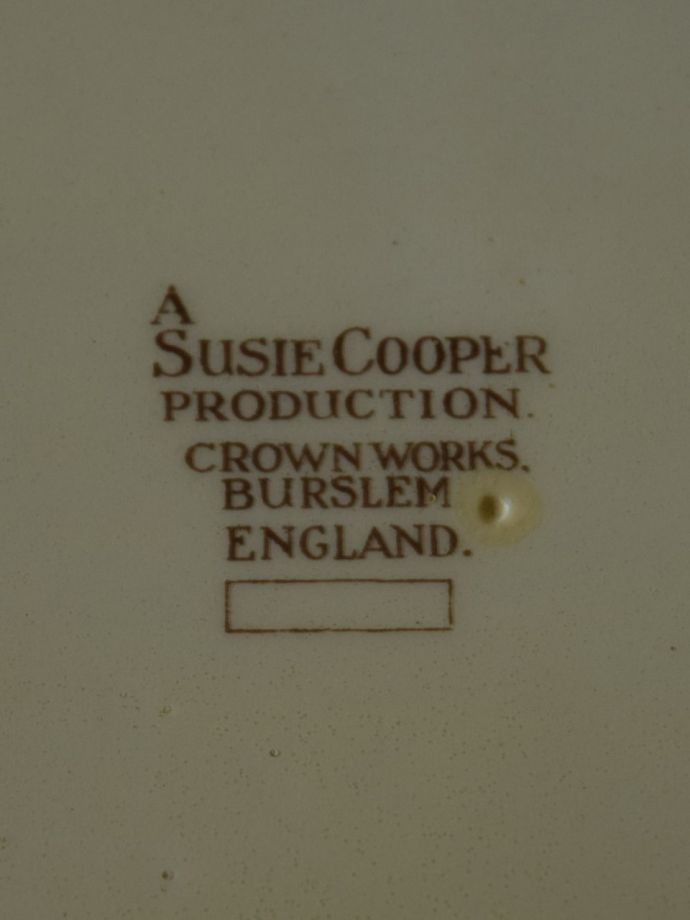 A
SUSIE COOPER
PRODUCTION.
CROWN WORKS.
BURSLEM
ENGLAND.